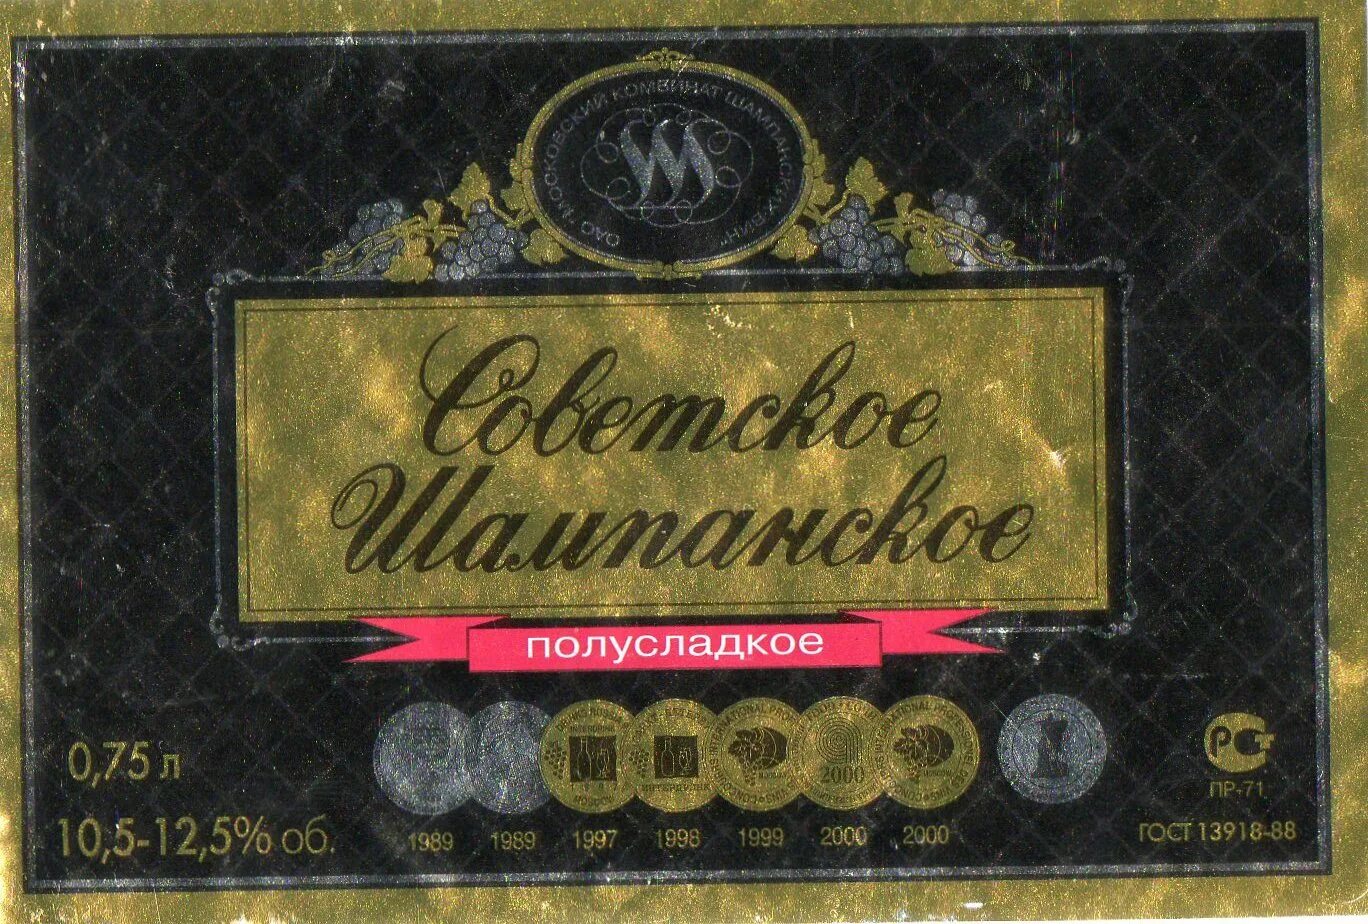 ОАО "МОСКОВСКИЙ КОМБИНАТ ШАМПАНСКИХ ВИН"
Советское
Шампанское
полусладкое
0,75 л
10,5-12,5% об.
2000
1989 1989 1997 1998 1999 2000 2000
РСТ
ПР-71
ГОСТ 13918-88